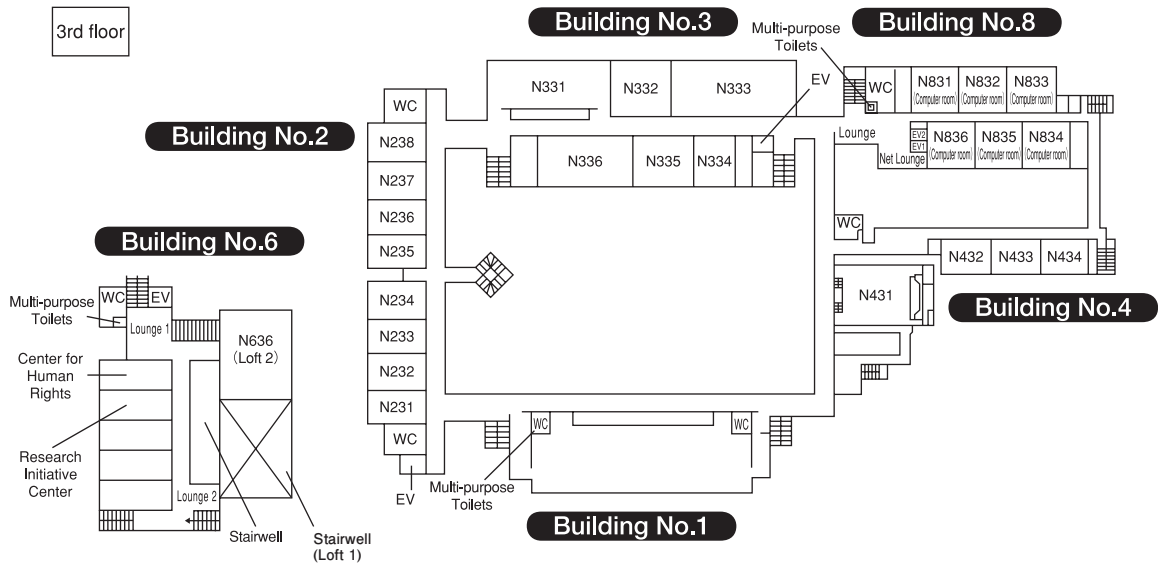 3rd floor
Building No.3
Building No.8
Multi-purpose
Toilets
EV
N331
N332
N333
WC
N831
(Computer room)
N832
(Computer room)
N833
(Computer room)
WC
Building No.2
N238
N237
N236
N235
N234
N233
N232
N231
WC
EV
N336
N335
N334
Lounge
Net Lounge
EV2
EV1
N836
(Computer room)
N835
(Computer room)
N834
(Computer room)
WC
N432
N433
N434
N431
Building No.4
Building No.6
WC
EV
Multi-purpose
Toilets
Lounge 1
N636
(Loft 2)
Center for
Human
Rights
Research
Initiative
Center
Lounge 2
Stairwell
Stairwell
(Loft 1)
WC
WC
Multi-purpose
Toilets
Building No.1